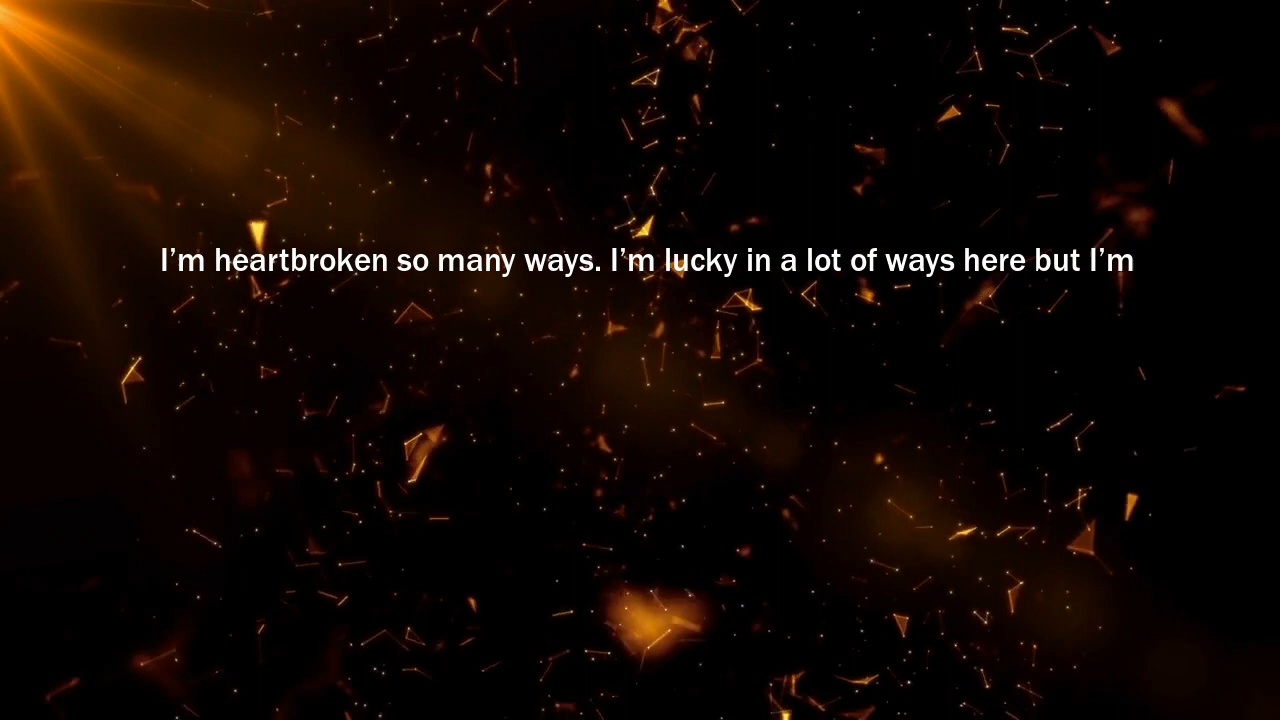 I’m heartbroken so many ways. I’m lucky in a lot of ways here but I’m